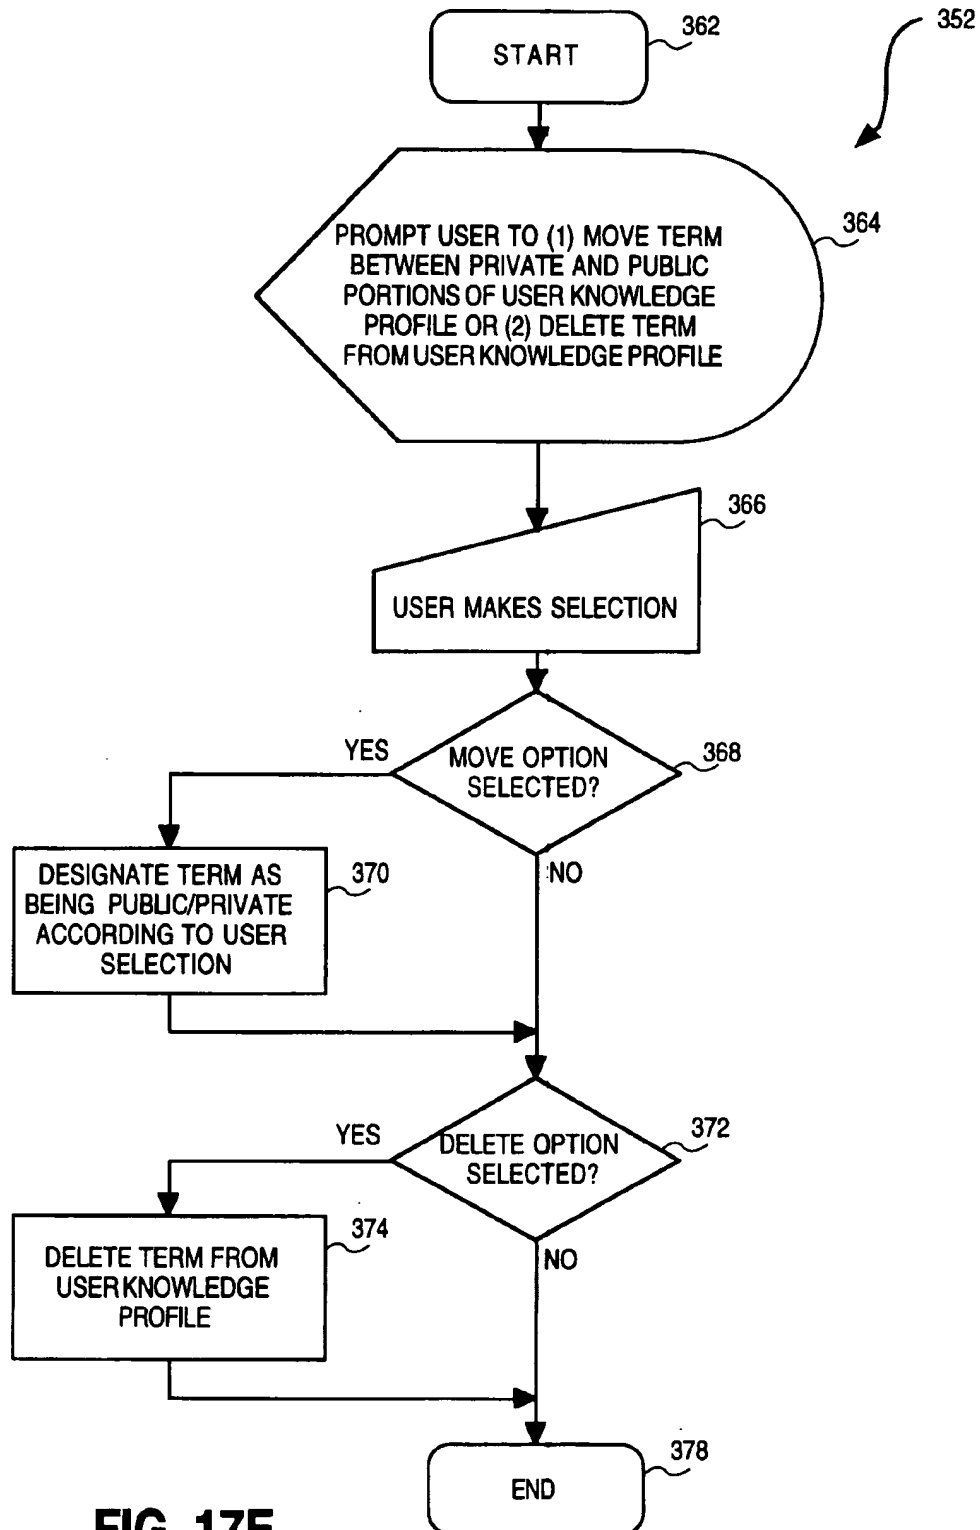 352
START
362
PROMPT USER TO (1) MOVE TERM
BETWEEN PRIVATE AND PUBLIC
PORTIONS OF USER KNOWLEDGE
PROFILE OR (2) DELETE TERM
FROM USER KNOWLEDGE PROFILE
364
366
USER MAKES SELECTION
YES
MOVE OPTION
SELECTED?
368
NO
DESIGNATE TERM AS
BEING PUBLIC/PRIVATE
ACCORDING TO USER
SELECTION
370
YES
DELETE OPTION
SELECTED?
372
NO
DELETE TERM FROM
USER KNOWLEDGE
PROFILE
374
END
378
FIG. 17E